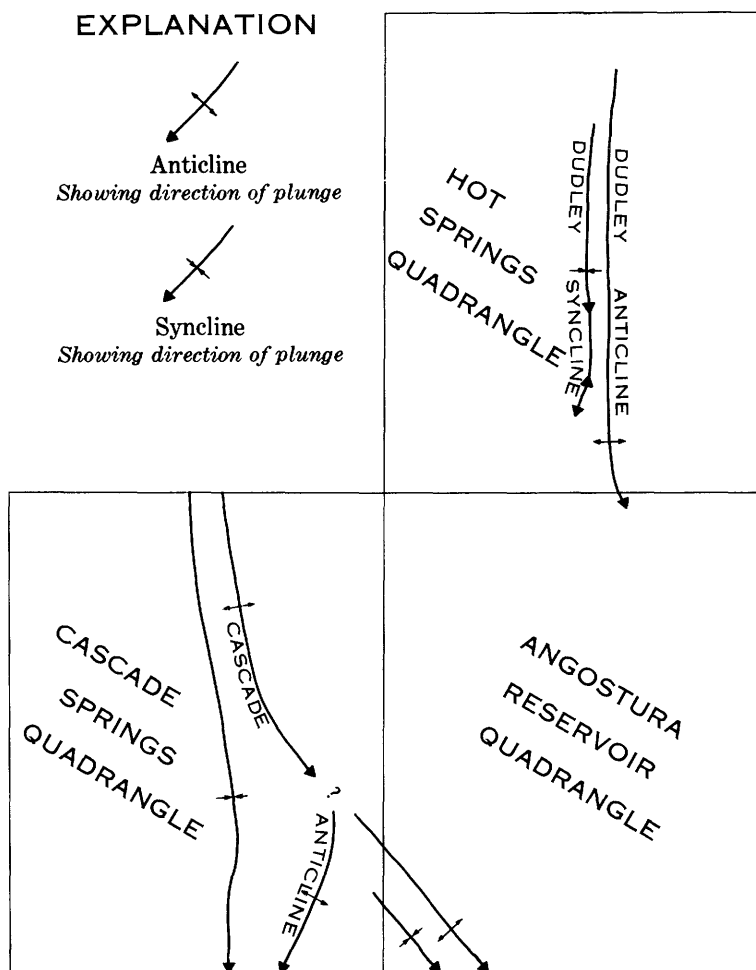 EXPLANATION
Anticline
Showing direction of plunge
Syncline
Showing direction of plunge
HOT
SPRINGS
QUADRANGLE
DUDLEY SYNCLINE
DUDLEY ANTICLINE
CASCADE
SPRINGS
QUADRANGLE
CASCADE
?
ANTICLINE
ANGOSTURA
RESERVOIR
QUADRANGLE